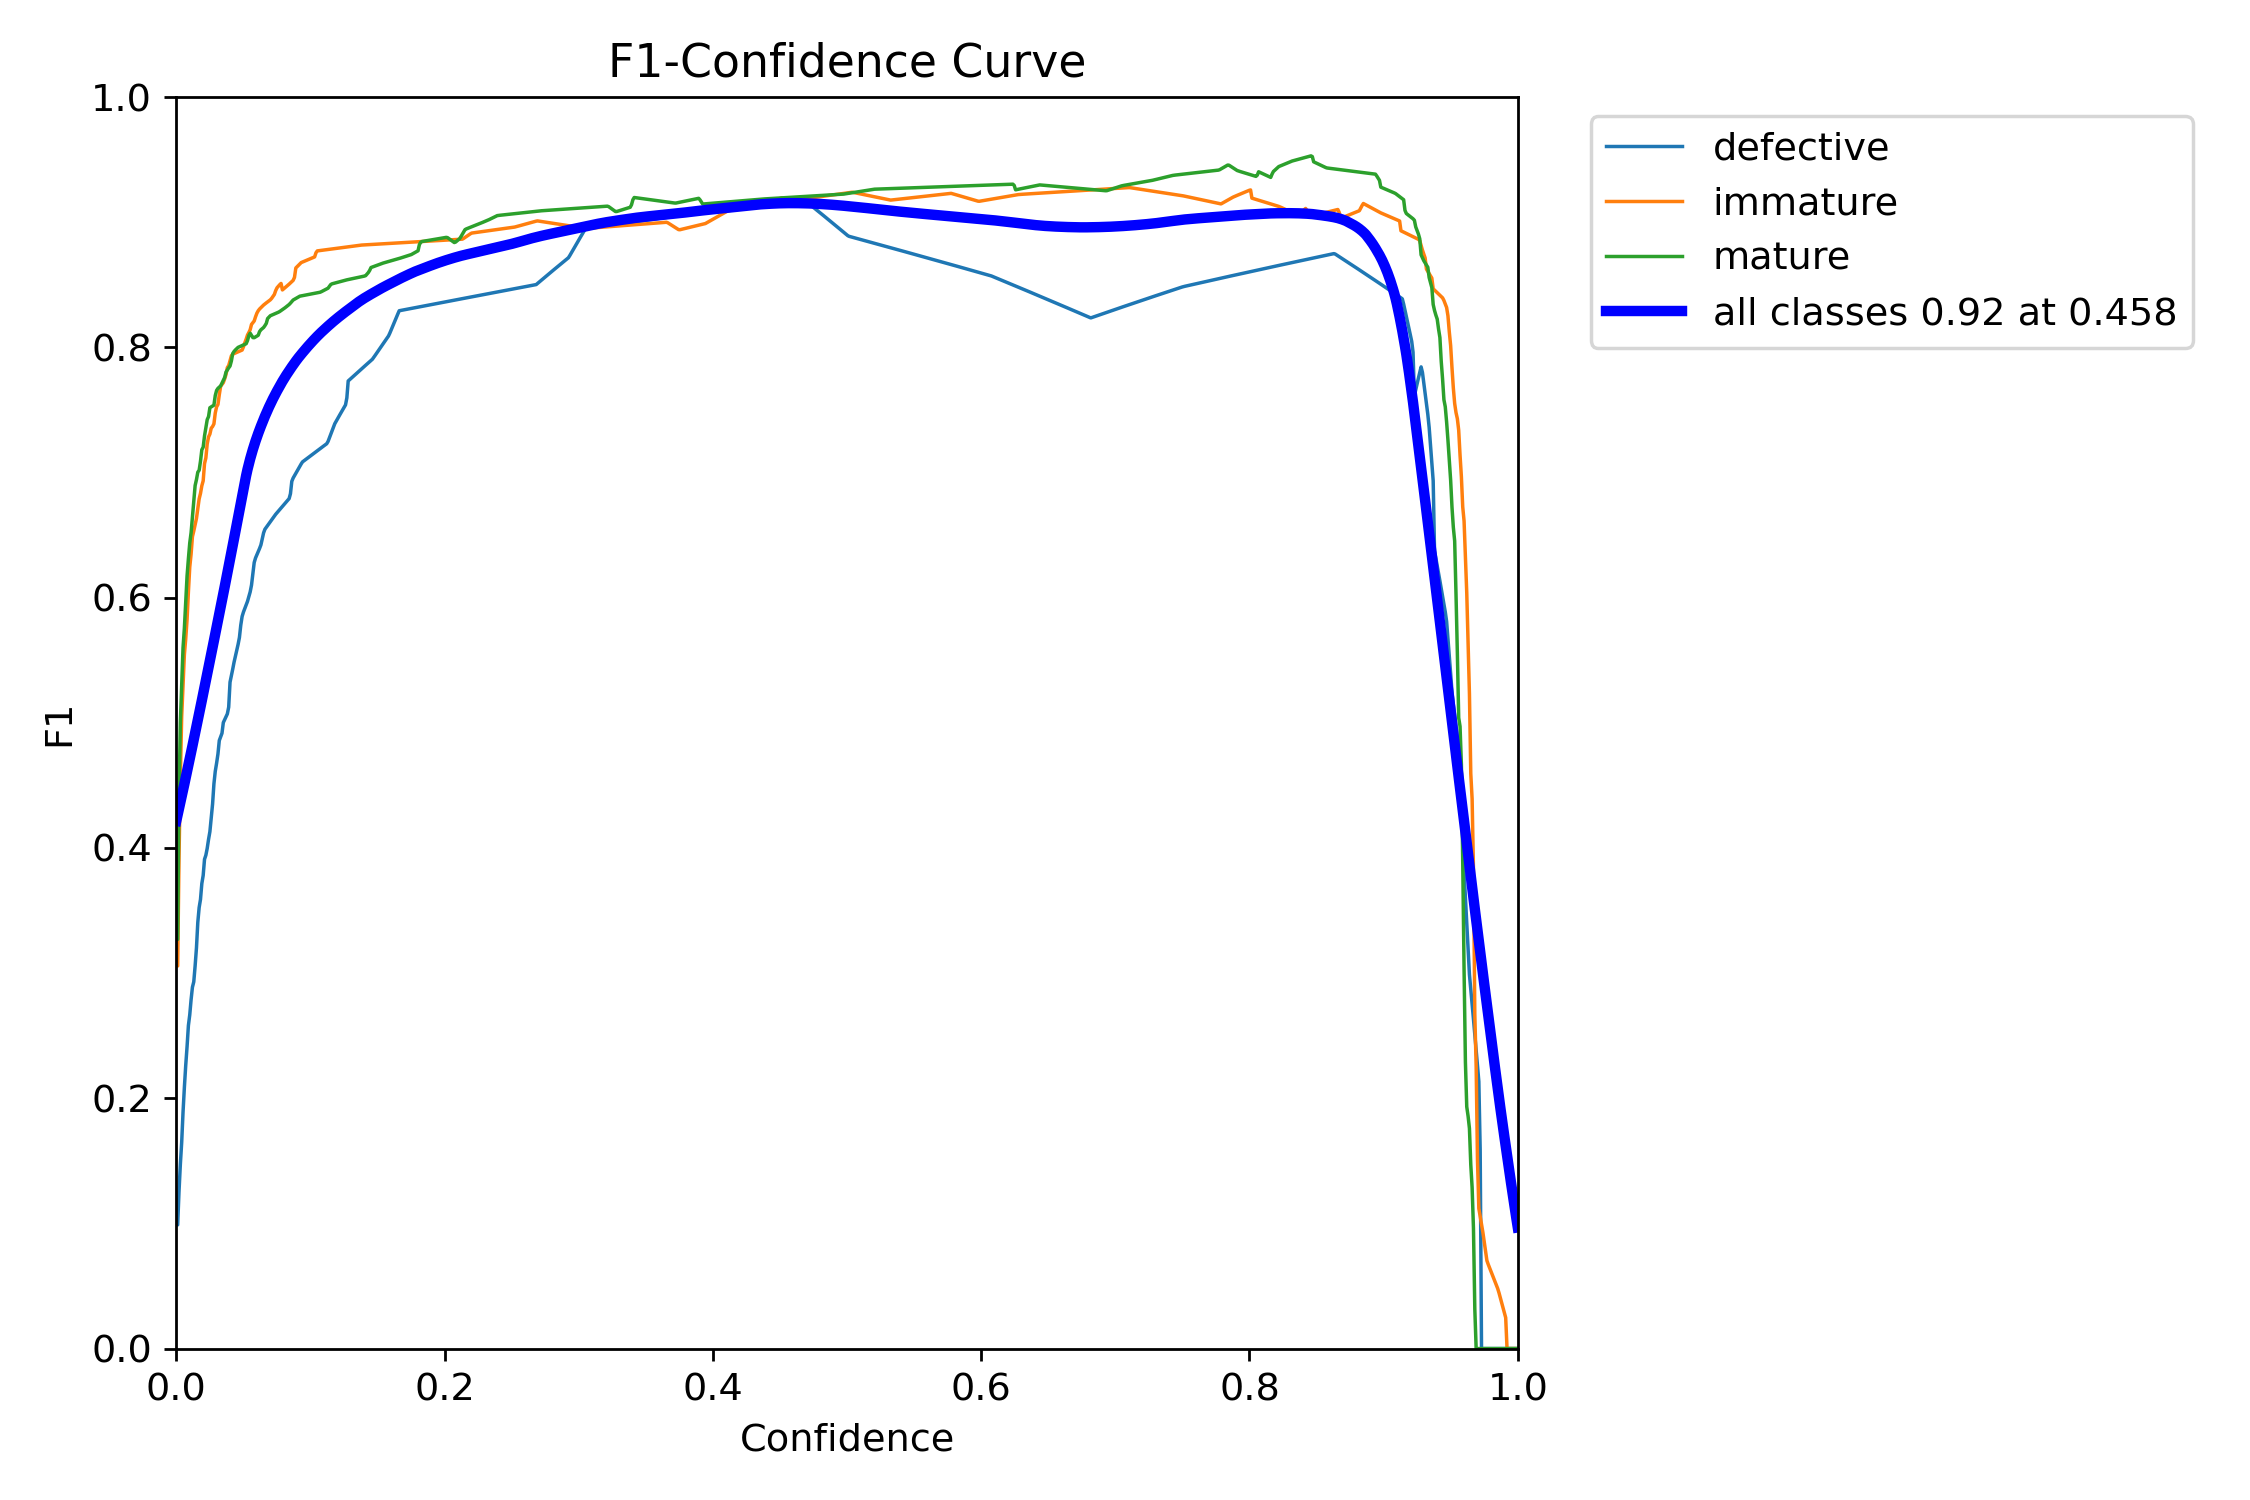 F1-Confidence Curve
1.0
0.8
0.6
0.4
0.2
0.0
F1
0.0 0.2 0.4 0.6 0.8 1.0
Confidence
defective
immature
mature
all classes 0.92 at 0.458